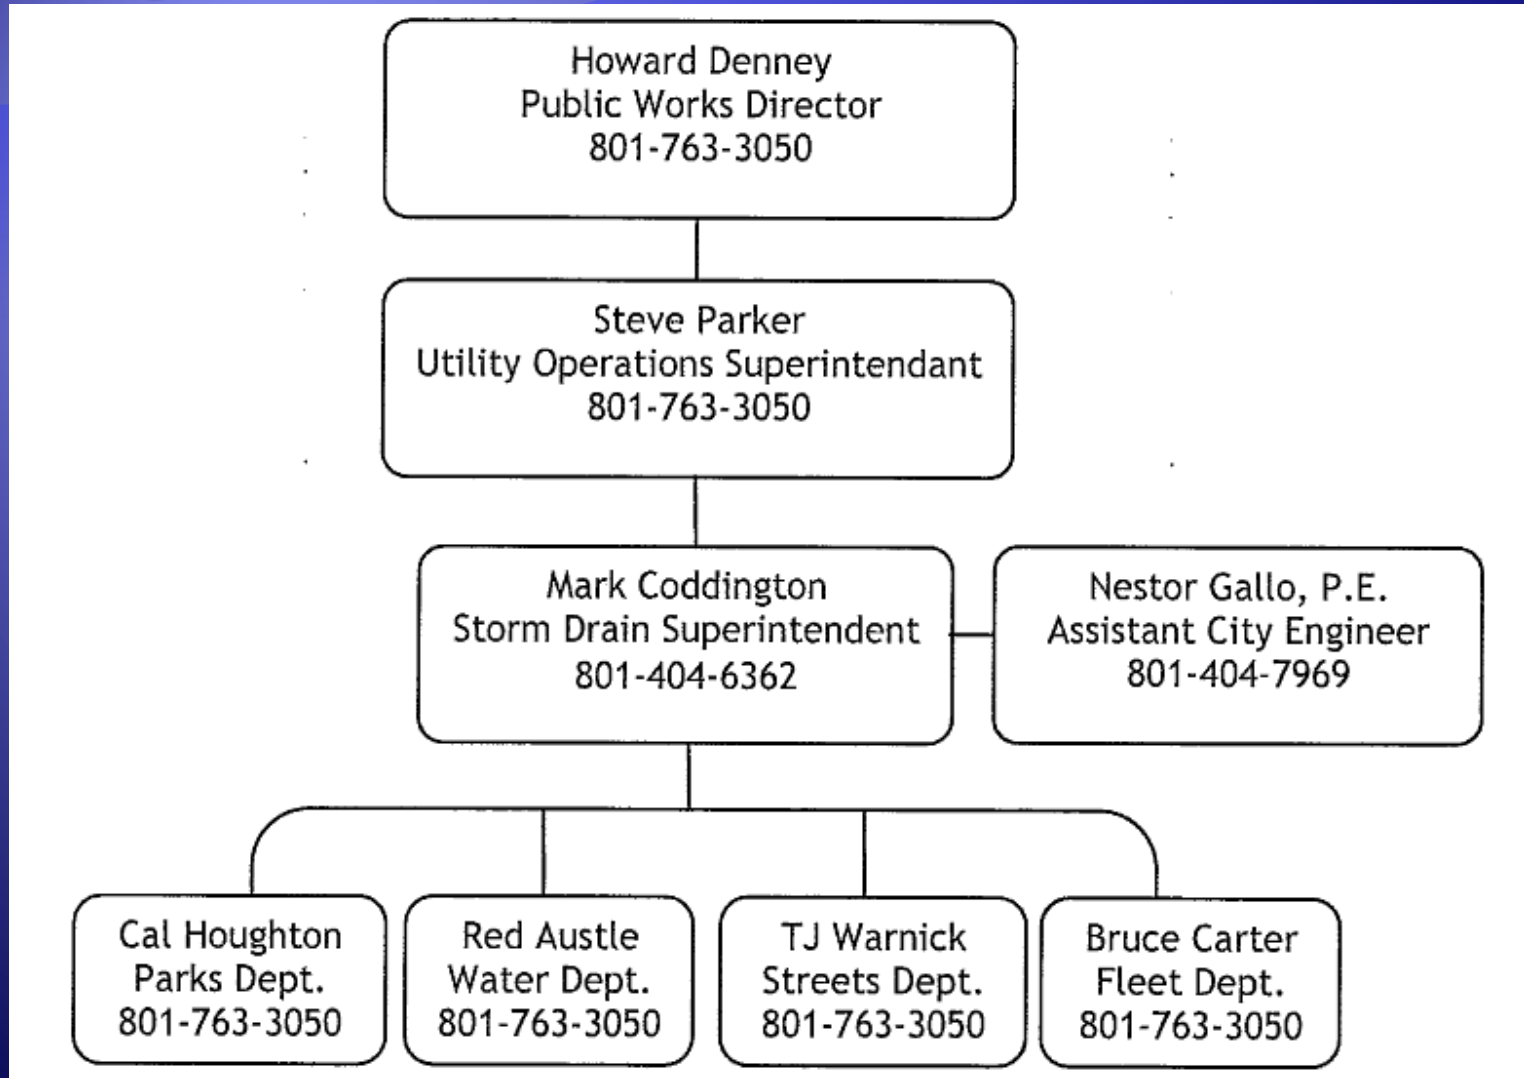 Howard Denney
Public Works Director
801-763-3050
Steve Parker
Utility Operations Superintendant
801-763-3050
Mark Coddington
Storm Drain Superintendent
801-404-6362
Nestor Gallo, P.E.
Assistant City Engineer
801-404-7969
Cal Houghton
Parks Dept.
801-763-3050
Red Austle
Water Dept.
801-763-3050
TJ Warnick
Streets Dept.
801-763-3050
Bruce Carter
Fleet Dept.
801-763-3050